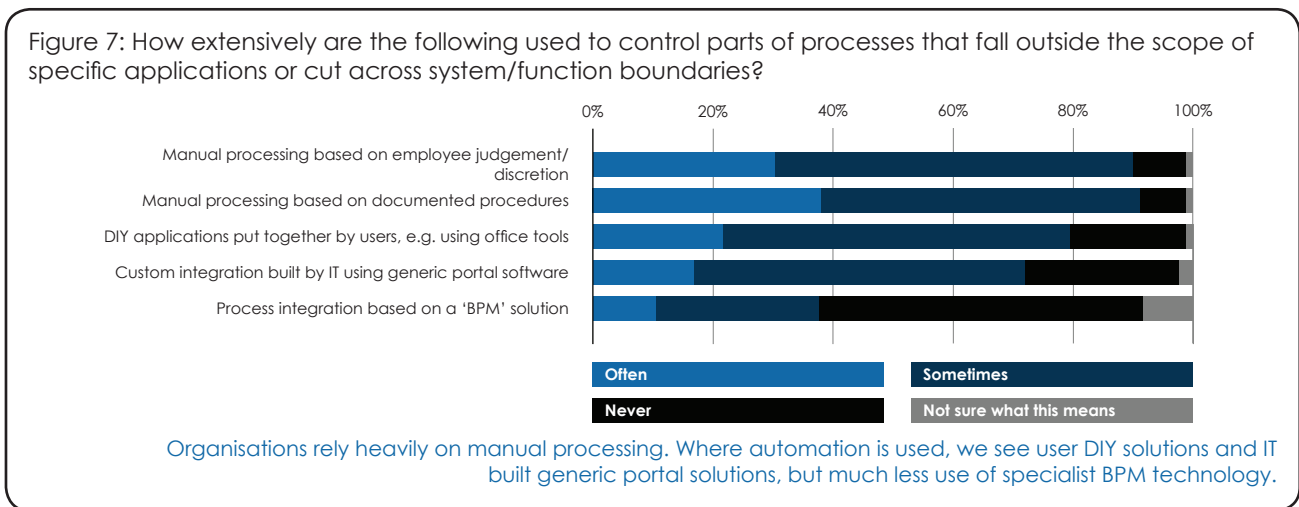 Figure 7: How extensively are the following used to control parts of processes that fall outside the scope of
specific applications or cut across system/function boundaries?
0% 20% 40% 60% 80% 100%
Manual processing based on employee judgement/
discretion
Manual processing based on documented procedures
DIY applications put together by users, e.g. using office tools
Custom integration built by IT using generic portal software
Process integration based on a ‘BPM’ solution
Often Sometimes
Never Not sure what this means
Organisations rely heavily on manual processing. Where automation is used, we see user DIY solutions and IT
built generic portal solutions, but much less use of specialist BPM technology.